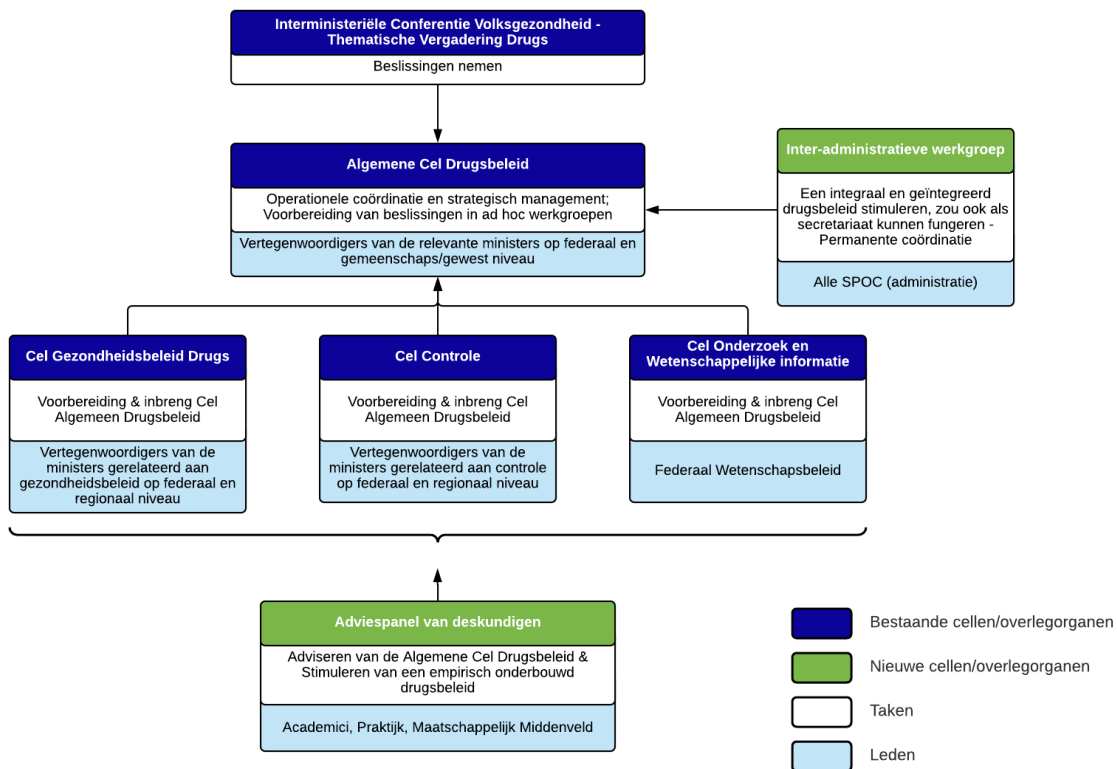 Interministeriële Conferentie Volksgezondheid -
Thematische Vergadering Drugs
Beslissingen nemen
Algemene Cel Drugsbeleid
Operationele coördinatie en strategisch management;
Voorbereiding van beslissingen in ad hoc werkgroepen
Vertegenwoordigers van de relevante ministers op federaal en
gemeenschaps/gewest niveau
Inter-administratieve werkgroep
Een integraal en geïntegreerd
drugsbeleid stimuleren, zou ook als
secretariaat kunnen fungeren -
Permanente coördinatie
Alle SPOC (administratie)
Cel Gezondheidsbeleid Drugs
Voorbereiding & inbreng Cel
Algemeen Drugsbeleid
Vertegenwoordigers van de
ministers gerelateerd aan
gezondheidsbeleid op federaal en
regionaal niveau
Cel Controle
Voorbereiding & inbreng Cel
Algemeen Drugsbeleid
Vertegenwoordigers van de
ministers gerelateerd aan controle
op federaal en regionaal niveau
Cel Onderzoek en
Wetenschappelijke informatie
Voorbereiding & inbreng Cel
Algemeen Drugsbeleid
Federaal Wetenschapsbeleid
Adviespanel van deskundigen
Adviseren van de Algemene Cel Drugsbeleid &
Stimuleren van een empirisch onderbouwd
drugsbeleid
Academici, Praktijk, Maatschappelijk Middenveld
Bestaande cellen/overlegorganen
Nieuwe cellen/overlegorganen
Taken
Leden